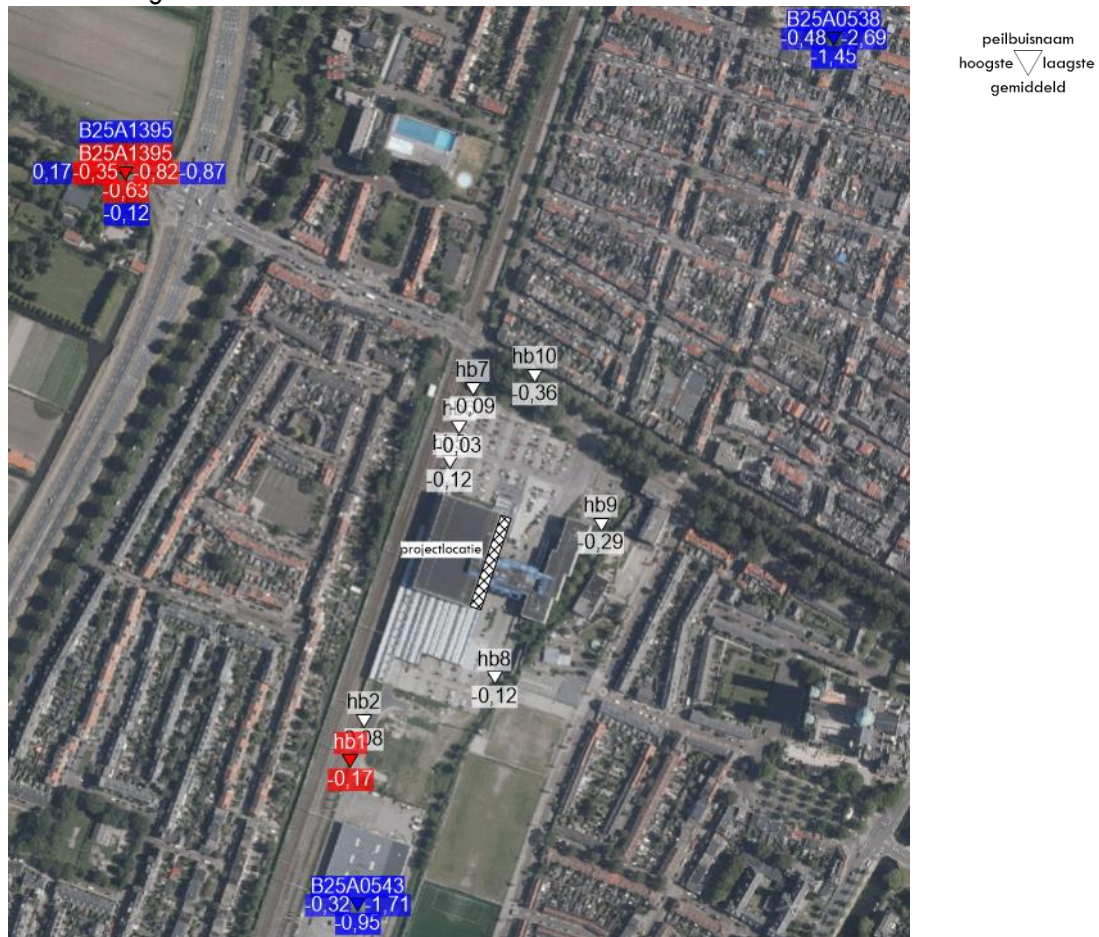 B25A0538
-0,48 -2,69
-1,45
peilbuisnaam
hoogste laagste
gemiddeld
B25A1395
B25A1395
0,17 -0,35 -0,82 -0,87
-0,63
-0,12
hb10
-0,36
hb7
-0,09
-0,03
-0,12
hb9
-0,29
projectlocatie
hb8
-0,12
hb2
hb1
-0,17
B25A0543
-0,32 -1,71
-0,95